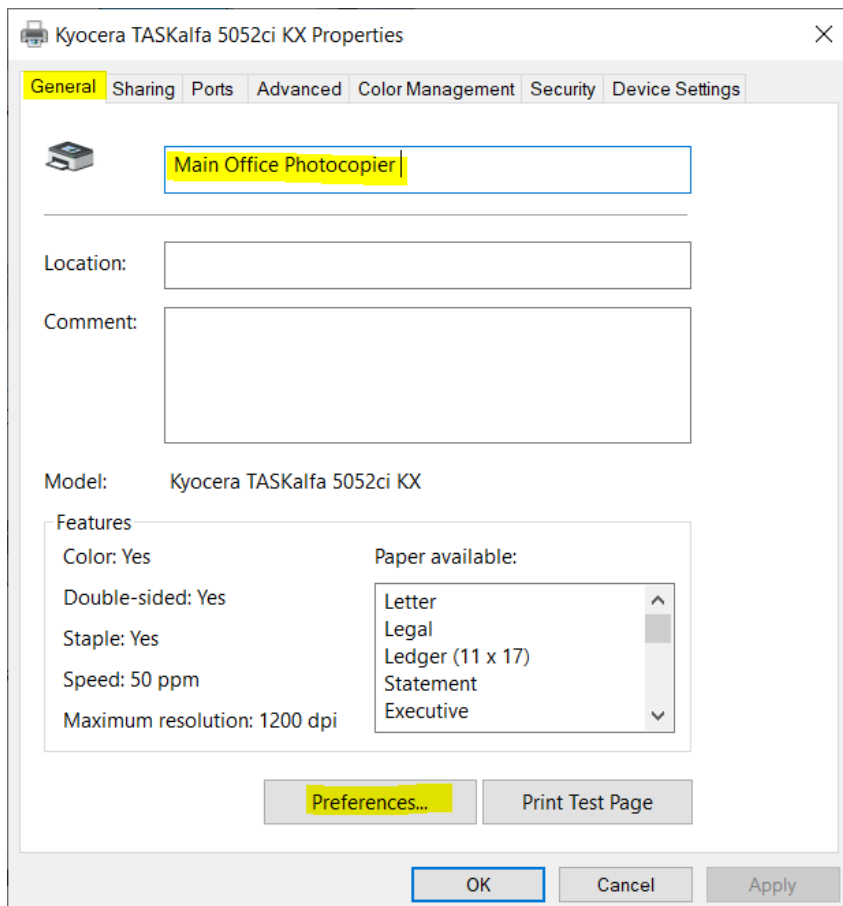 Kyocera TASKalfa 5052ci KX Properties
General Sharing Ports Advanced Color Management Security Device Settings
Main Office Photocopier
Location:
Comment:
Model: Kyocera TASKalfa 5052ci KX
Features
Color: Yes
Paper available:
Double-sided: Yes
Staple: Yes
Speed: 50 ppm
Maximum resolution: 1200 dpi
Letter
Legal
Ledger (11 x 17)
Statement
Executive
Preferences... Print Test Page
OK Cancel Apply